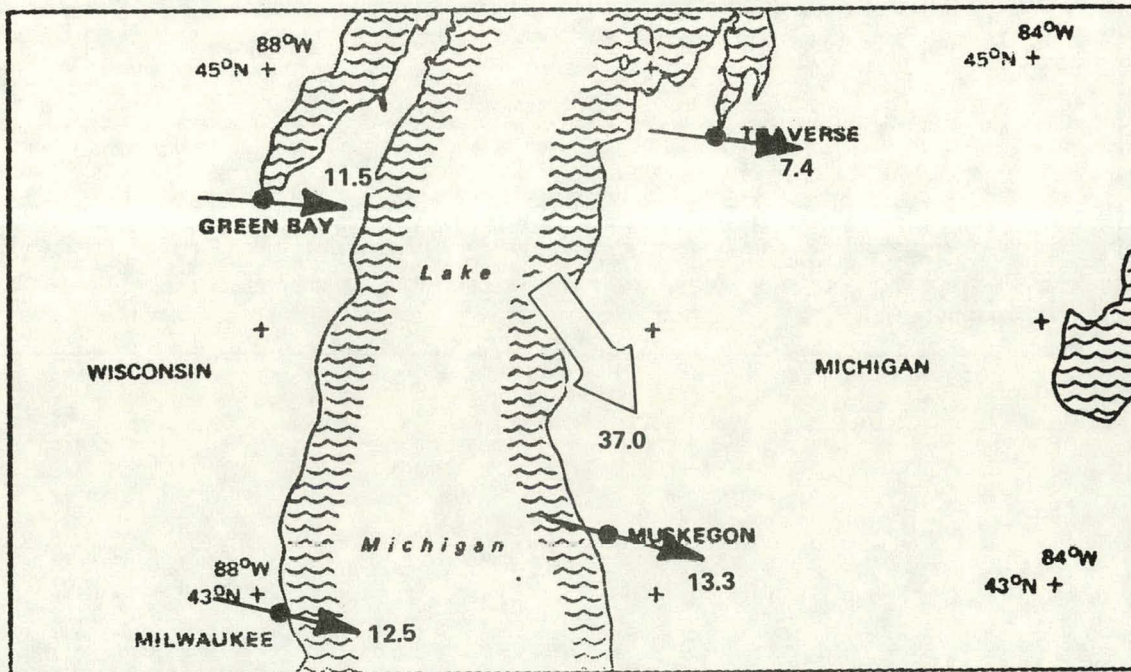 88°W
45°N +
84°W
45°N +
TRAVERSE
7.4
11.5
GREEN BAY
Lake
+
+
+
WISCONSIN
MICHIGAN
37.0
Michigan
MUSKEGON
13.3
88°W
43°N +
+
84°W
43°N +
MILWAUKEE
12.5